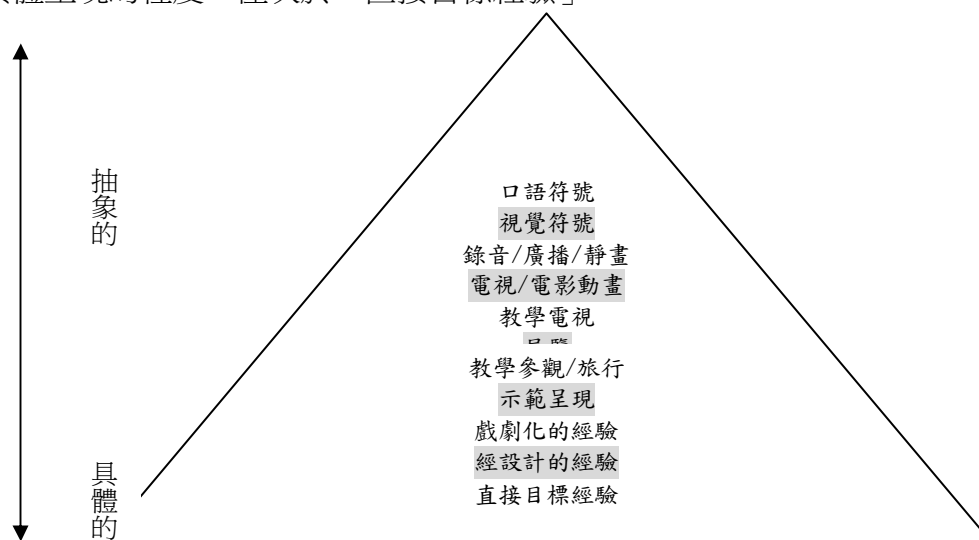 抽象的
具體的
口語符號
視覺符號
錄音/廣播/靜畫
電視/電影動畫
教學電視
教學參觀/旅行
示範呈現
戲劇化的經驗
經設計的經驗
直接目標經驗